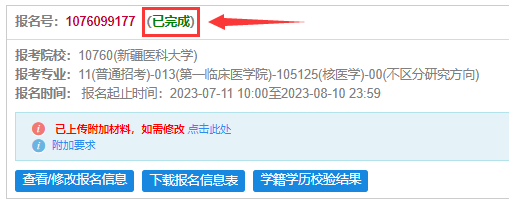 报名号：1076099177 (已完成)
报考院校：10760(新疆医科大学)
报考专业：11(普通招考)-013(第一临床医学院)-105125(核医学)-00(不区分研究方向)
报名时间： 报名起止时间：2023-07-11 10:00至2023-08-10 23:59
已上传附加材料，如需修改 点击此处
附加要求
查看/修改报名信息 下载报名信息表 学籍学历校验结果